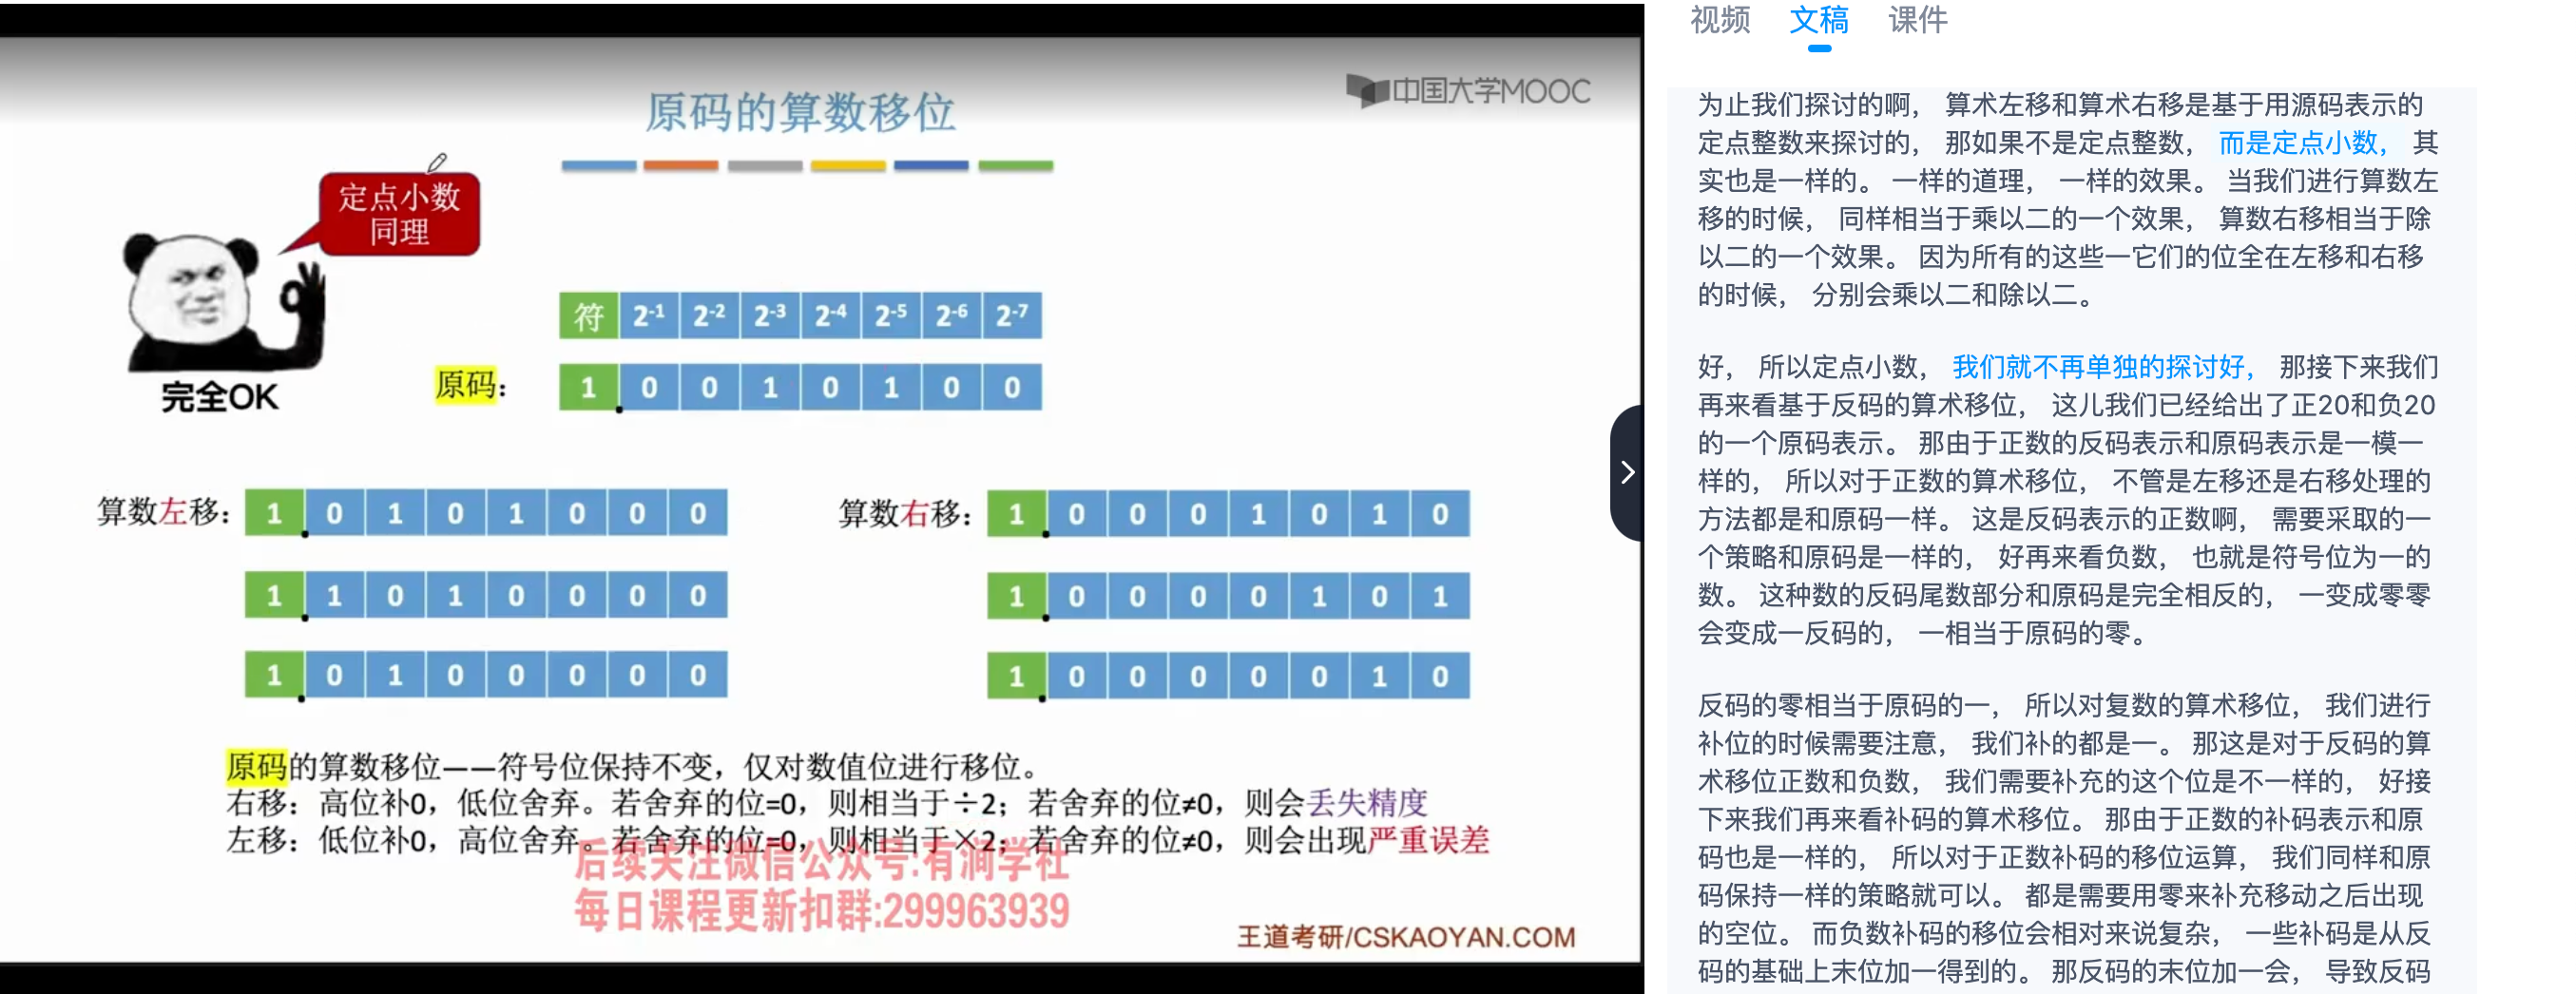 中国大学MOOC
原码的算数移位
定点小数
同理
完全OK
符 2-1 2-2 2-3 2-4 2-5 2-6 2-7
原码： 1 0 0 1 0 1 0 0
算数左移： 1 0 1 0 1 0 0 0
1 1 0 1 0 0 0 0
1 0 1 0 0 0 0 0
算数右移： 1 0 0 0 1 0 1 0
1 0 0 0 0 1 0 1
1 0 0 0 0 0 1 0
原码的算数移位——符号位保持不变，仅对数值位进行移位。
右移：高位补0，低位舍弃。若舍弃的位=0，则相当于÷2；若舍弃的位≠0，则会丢失精度
左移：低位补0，高位舍弃。若舍弃的位=0，则相当于×2；若舍弃的位≠0，则会出现严重误差
后续关注微信公众号:有涧学社
每日课程更新扣群:299963939
王道考研/CSKAOYAN.COM
视频 文稿 课件
为止我们探讨的啊， 算术左移和算术右移是基于用源码表示的
定点整数来探讨的， 那如果不是定点整数， 而是定点小数， 其
实也是一样的。 一样的道理， 一样的效果。 当我们进行算数左
移的时候， 同样相当于乘以二的一个效果， 算数右移相当于除
以二的一个效果。 因为所有的这些一它们的位全在左移和右移
的时候， 分别会乘以二和除以二。
好， 所以定点小数， 我们就不再单独的探讨好， 那接下来我们
再来看基于反码的算术移位， 这儿我们已经给出了正20和负20
的一个原码表示。 那由于正数的反码表示和原码表示是一模一
样的， 所以对于正数的算术移位， 不管是左移还是右移处理的
方法都是和原码一样。 这是反码表示的正数啊， 需要采取的一
个策略和原码是一样的， 好再来看负数， 也就是符号位为一的
数。 这种数的反码尾数部分和原码是完全相反的， 一变成零零
会变成一反码的， 一相当于原码的零。
反码的零相当于原码的一， 所以对复数的算术移位， 我们进行
补位的时候需要注意， 我们补的都是一。 那这是对于反码的算
术移位正数和负数， 我们需要补充的这个位是不一样的， 好接
下来我们再来看补码的算术移位。 那由于正数的补码表示和原
码也是一样的， 所以对于正数补码的移位运算， 我们同样和原
码保持一样的策略就可以。 都是需要用零来补充移动之后出现
的空位。 而负数补码的移位会相对来说复杂， 一些补码是从反
码的基础上末位加一得到的。 那反码的末位加一会， 导致反码